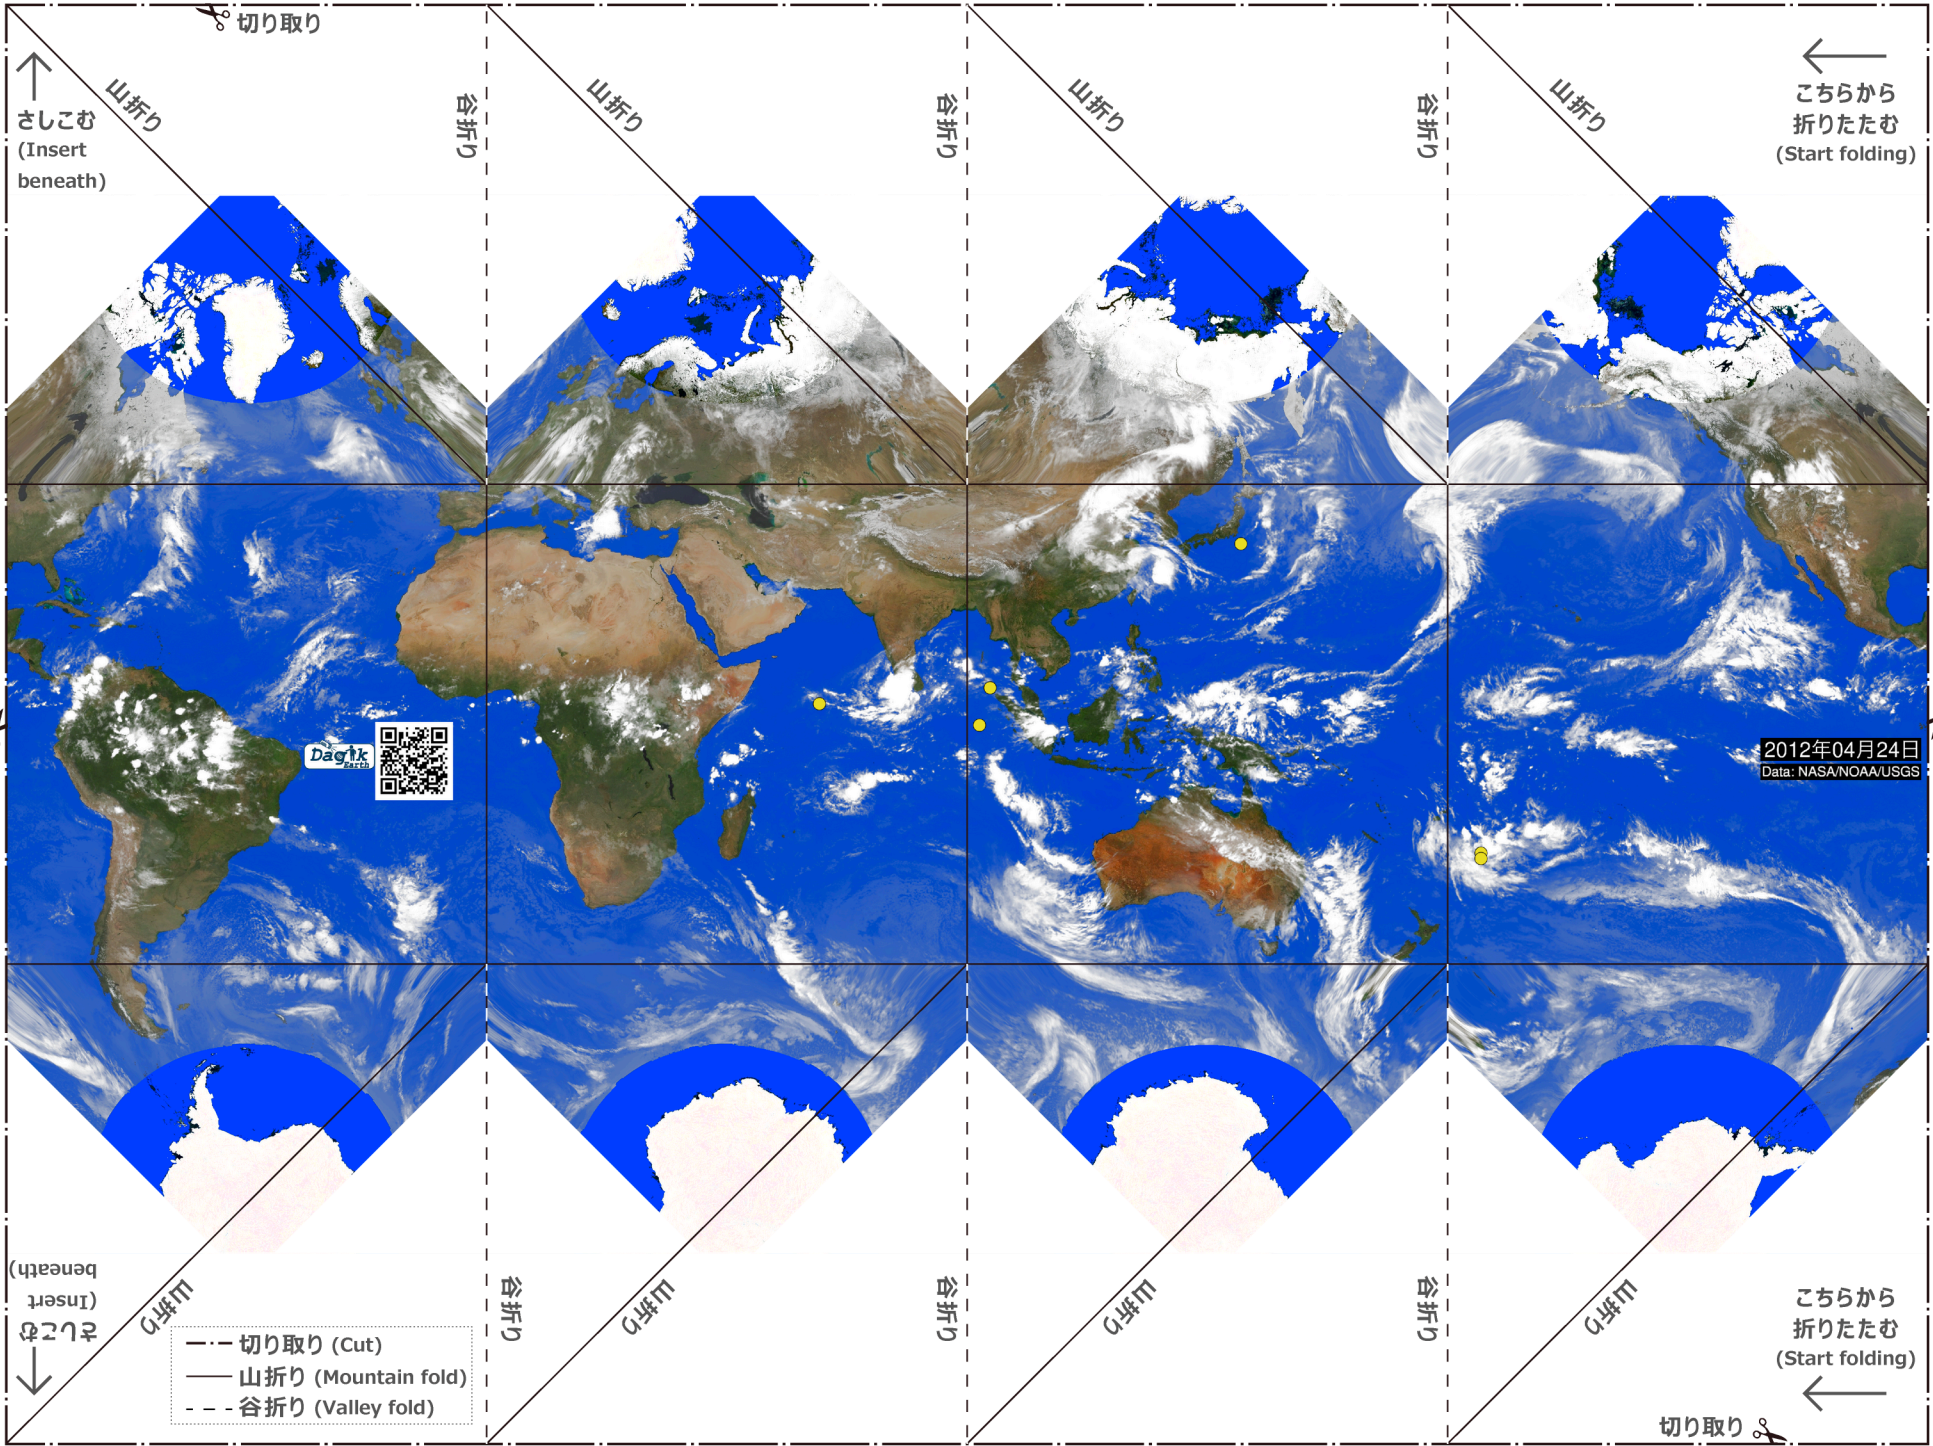 切り取り
さしこむ
(Insert
beneath)
山折り
谷折り
山折り
谷折り
山折り
谷折り
山折り
こちらから
折りたたむ
(Start folding)
Dagik
Earth
2012年04月24日
Data: NASA/NOAA/USGS
さしこむ
(Insert
beneath)
山折り
谷折り
山折り
谷折り
山折り
谷折り
山折り
こちらから
折りたたむ
(Start folding)
切り取り (Cut)
山折り (Mountain fold)
谷折り (Valley fold)
切り取り